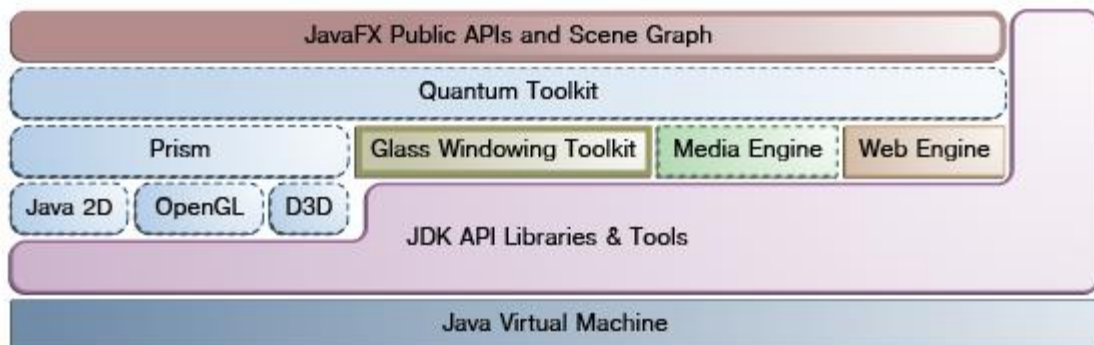 JavaFX Public APIs and Scene Graph
Quantum Toolkit
Prism
Glass Windowing Toolkit
Media Engine
Web Engine
Java 2D
OpenGL
D3D
JDK API Libraries & Tools
Java Virtual Machine